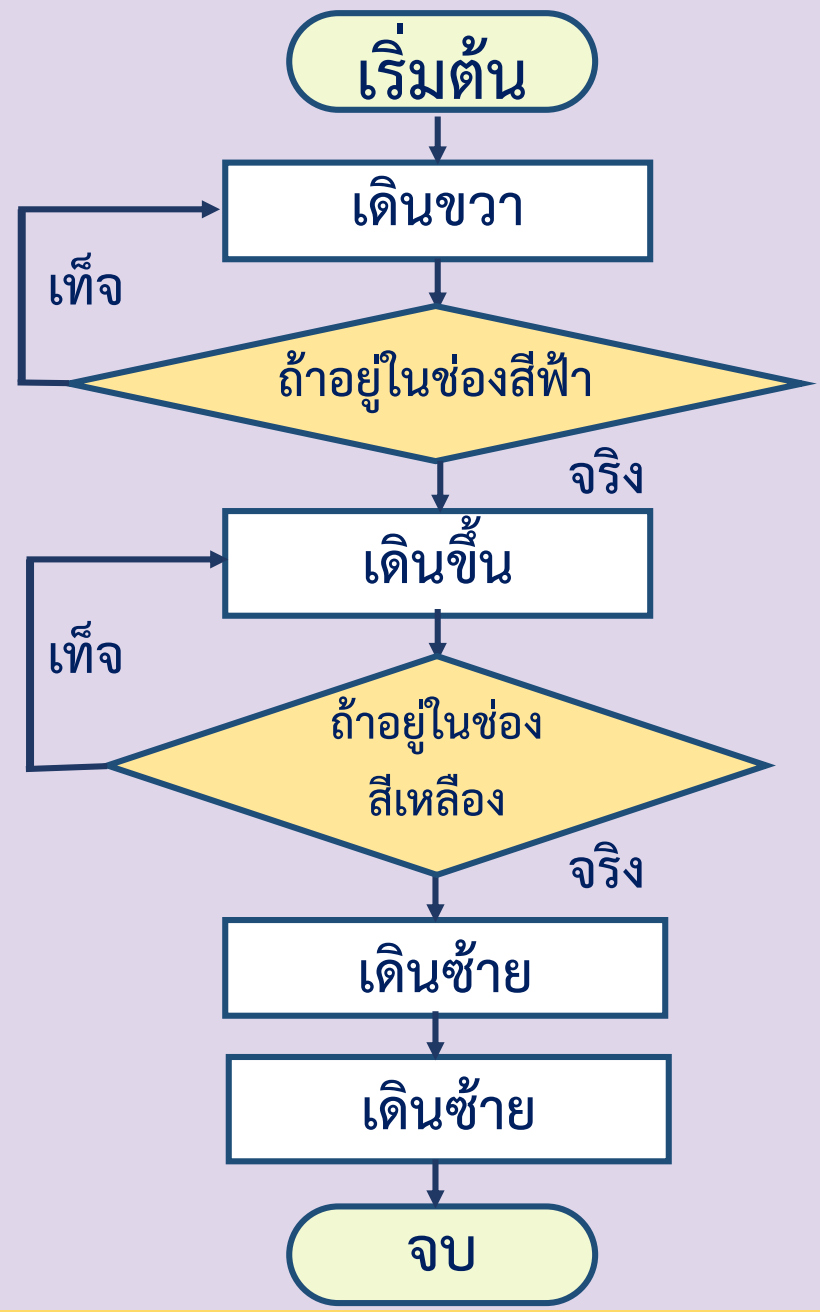 เริ่มต้น
เดินขวา
เท็จ
ถ้าอยู่ในช่องสีฟ้า
จริง
เดินขึ้น
เท็จ
ถ้าอยู่ในช่อง
สีเหลือง
จริง
เดินซ้าย
เดินซ้าย
จบ